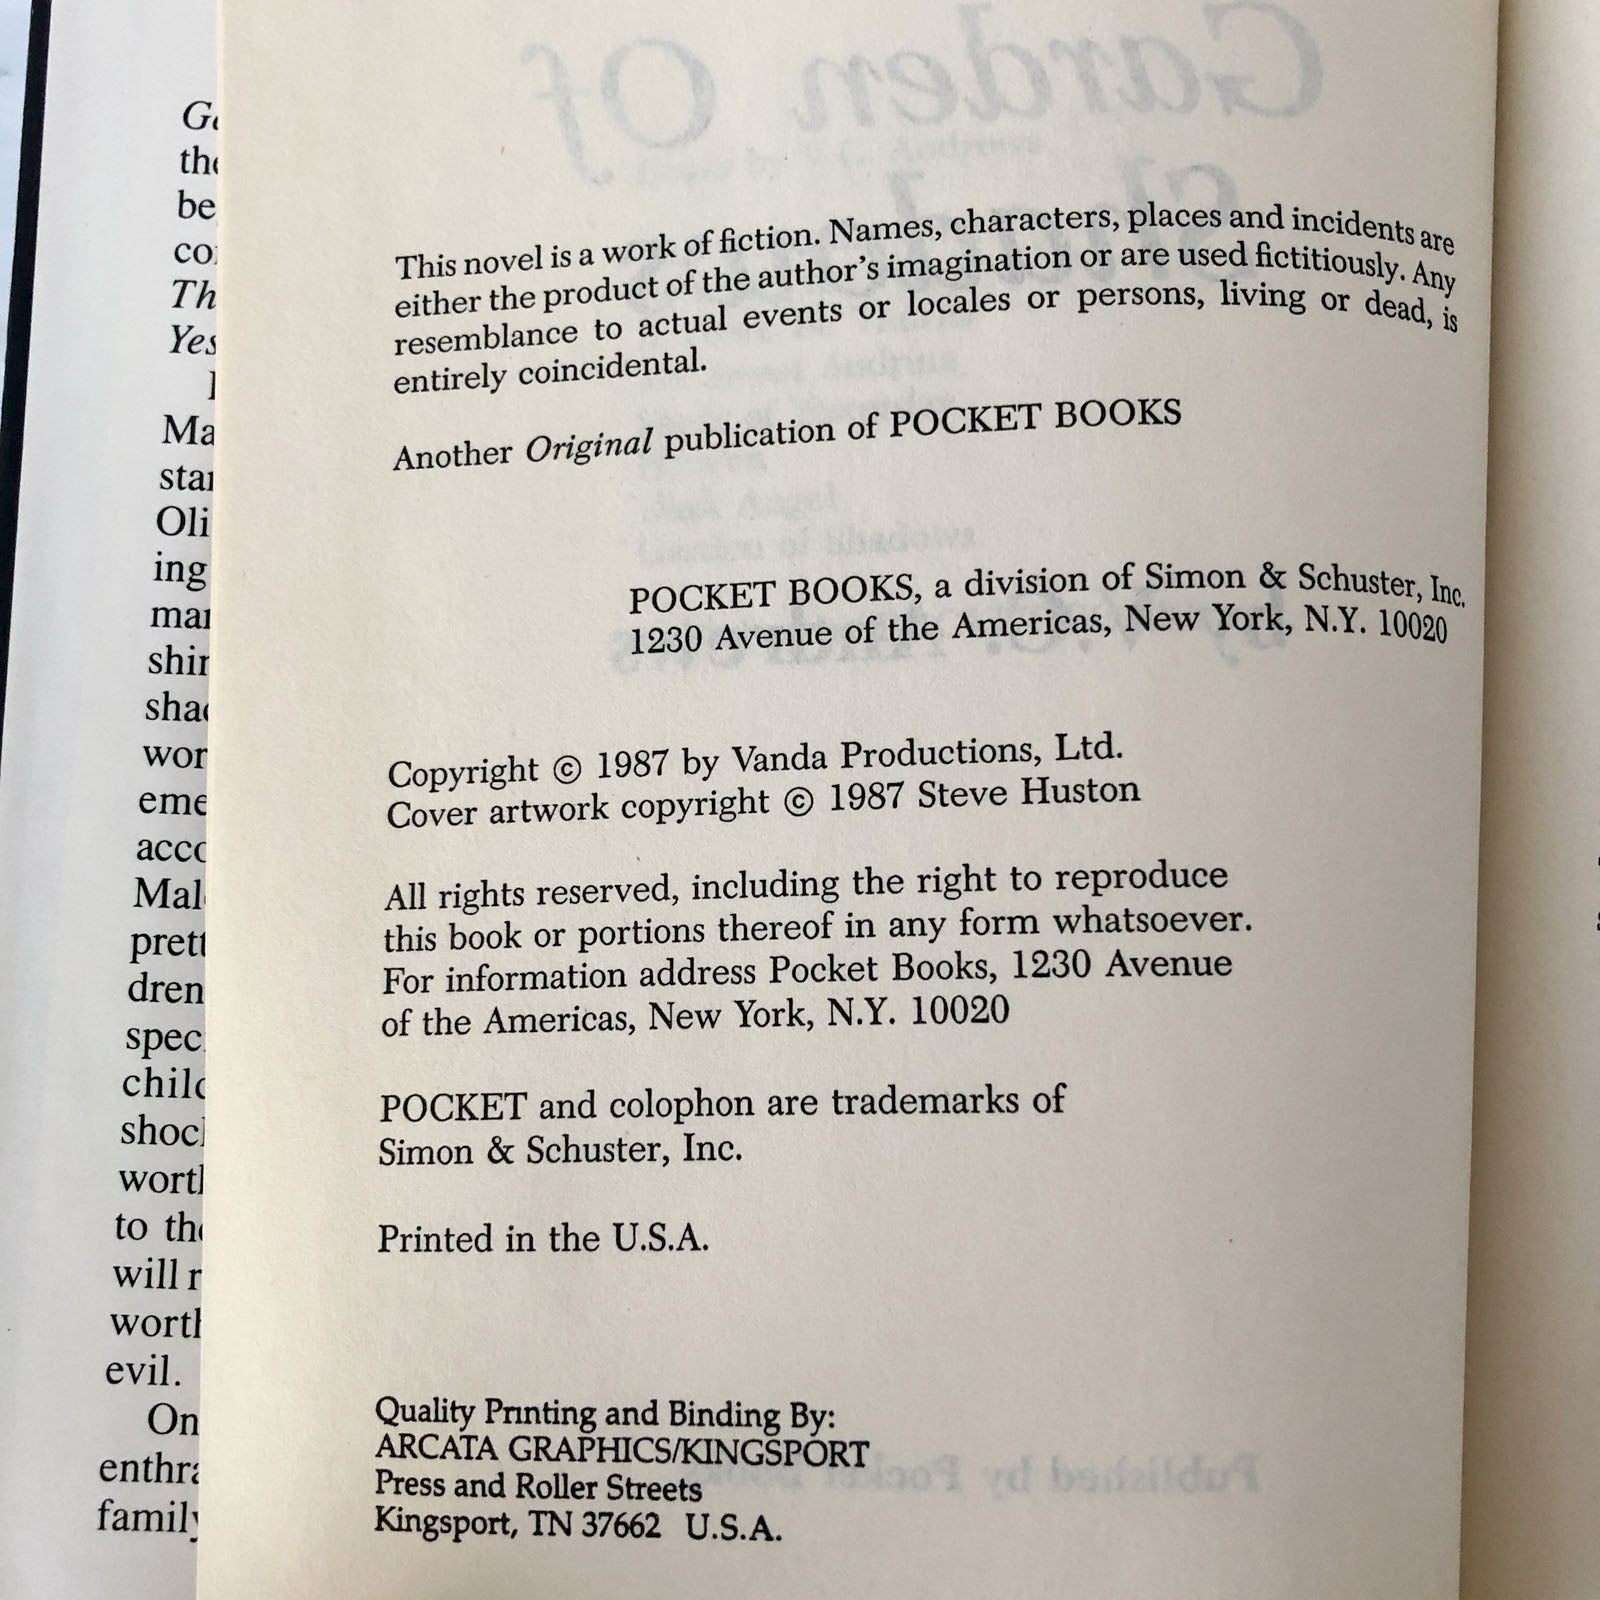 Garden Of
This novel is a work of fiction. Names, characters, places and incidents are
either the product of the author's imagination or are used fictitiously. Any
resemblance to actual events or locales or persons, living or dead, is
entirely coincidental.
Another Original publication of POCKET BOOKS
POCKET BOOKS, a division of Simon & Schuster, Inc.
1230 Avenue of the Americas, New York, N.Y. 10020
Copyright © 1987 by Vanda Productions, Ltd.
Cover artwork copyright © 1987 Steve Huston
All rights reserved, including the right to reproduce
this book or portions thereof in any form whatsoever.
For information address Pocket Books, 1230 Avenue
of the Americas, New York, N.Y. 10020
POCKET and colophon are trademarks of
Simon & Schuster, Inc.
Printed in the U.S.A.
Quality Printing and Binding By:
ARCATA GRAPHICS/KINGSPORT
Press and Roller Streets
Kingsport, TN 37662 U.S.A.
evil.
On
to
will